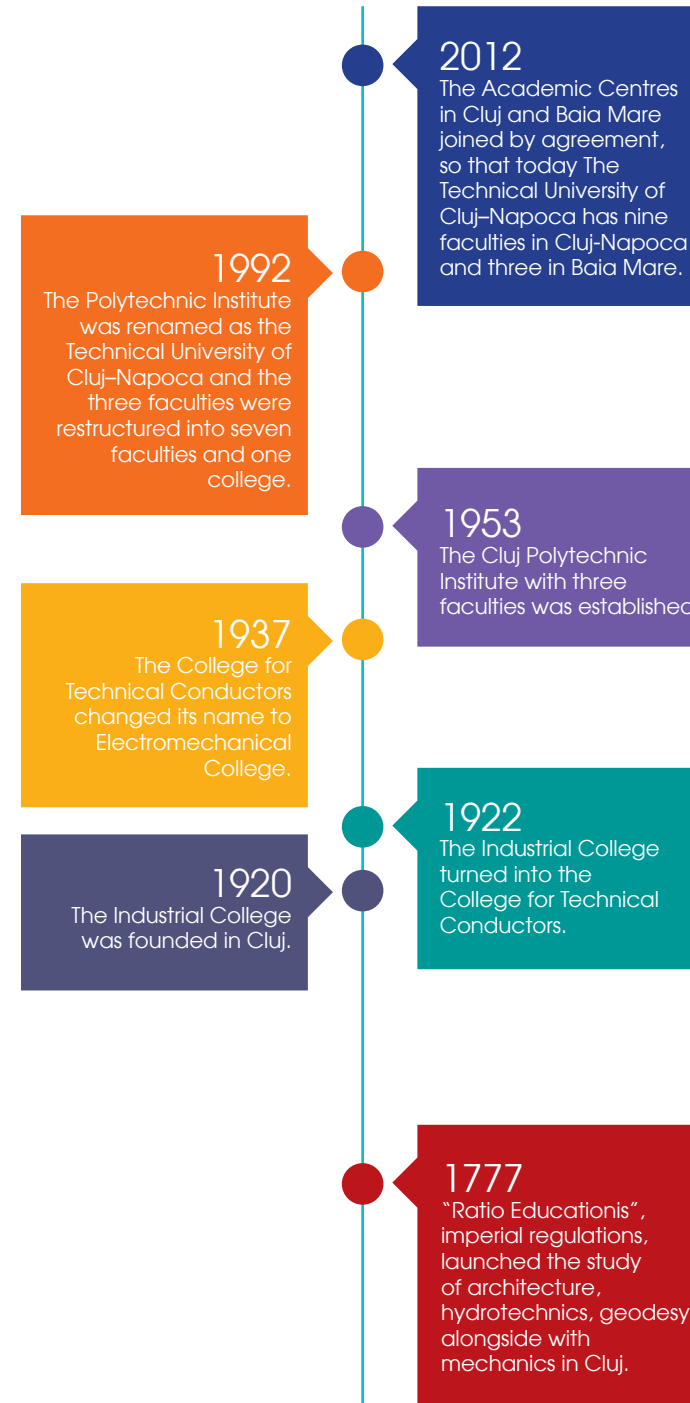 2012
The Academic Centres
in Cluj and Baia Mare
joined by agreement,
so that today The
Technical University of
Cluj–Napoca has nine
faculties in Cluj-Napoca
and three in Baia Mare.
1992
The Polytechnic Institute
was renamed as the
Technical University of
Cluj–Napoca and the
three faculties were
restructured into seven
faculties and one
college.
1953
The Cluj Polytechnic
Institute with three
faculties was established
1937
The College for
Technical Conductors
changed its name to
Electromechanical
College.
1922
The Industrial College
turned into the
College for Technical
Conductors.
1920
The Industrial College
was founded in Cluj.
1777
“Ratio Educationis”,
imperial regulations,
launched the study
of architecture,
hydrotechnics, geodesy
alongside with
mechanics in Cluj.